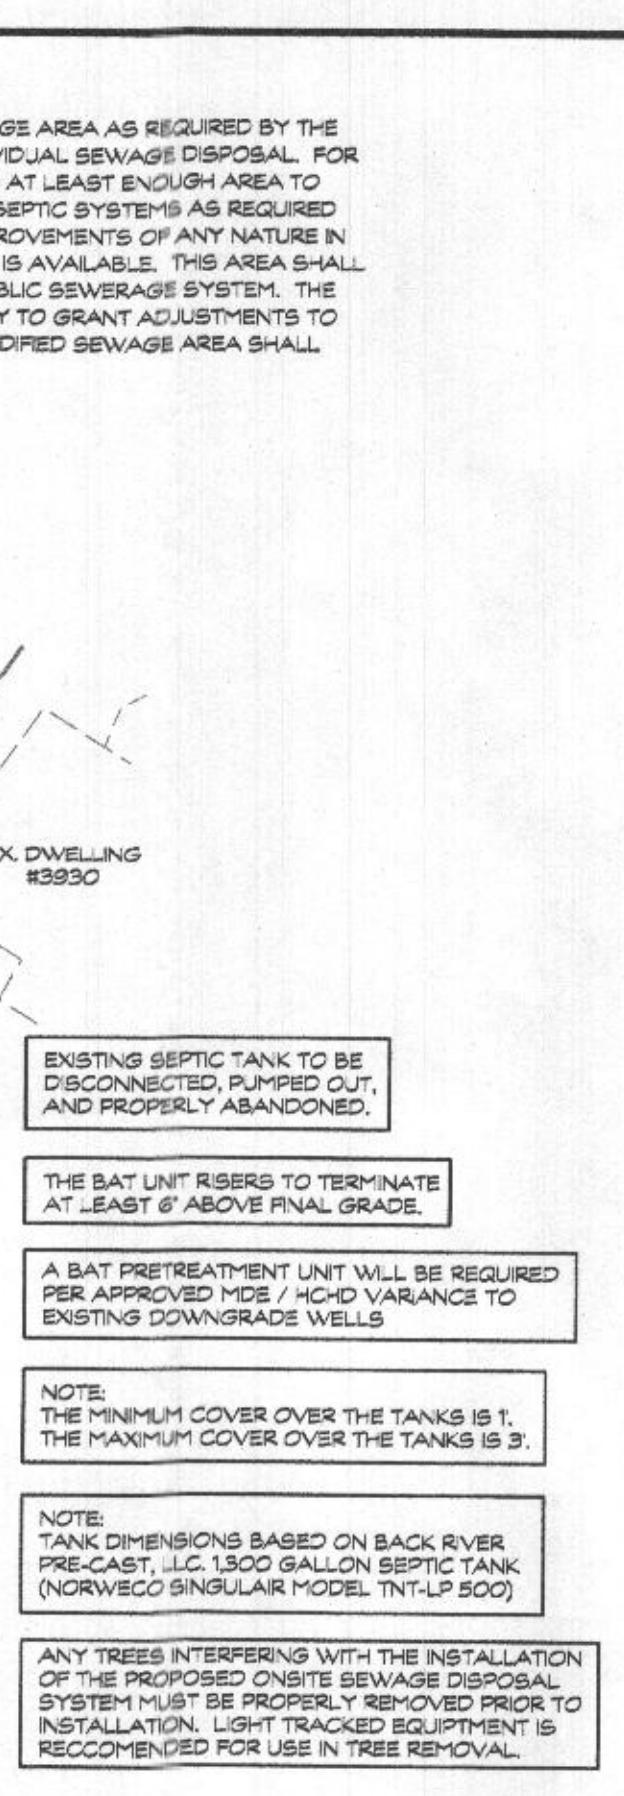 GE AREA AS REQUIRED BY THE
VIDUAL SEWAGE DISPOSAL. FOR
AT LEAST ENOUGH AREA TO
SEPTIC SYSTEMS AS REQUIRED
ROVEMENTS OF ANY NATURE IN
IS AVAILABLE. THIS AREA SHALL
BLIC SEWERAGE SYSTEM. THE
Y TO GRANT ADJUSTMENTS TO
DIFIED SEWAGE AREA SHALL
X. DWELLING
#3930
EXISTING SEPTIC TANK TO BE
DISCONNECTED, PUMPED OUT,
AND PROPERLY ABANDONED.
THE BAT UNIT RISERS TO TERMINATE
AT LEAST 6" ABOVE FINAL GRADE.
A BAT PRETREATMENT UNIT WILL BE REQUIRED
PER APPROVED MDE / HCHD VARIANCE TO
EXISTING DOWNGRADE WELLS
NOTE:
THE MINIMUM COVER OVER THE TANKS IS 1'.
THE MAXIMUM COVER OVER THE TANKS IS 3'.
NOTE:
TANK DIMENSIONS BASED ON BACK RIVER
PRE-CAST, LLC. 1,300 GALLON SEPTIC TANK
(NORWECO SINGULAIR MODEL TNT-LP 500)
ANY TREES INTERFERING WITH THE INSTALLATION
OF THE PROPOSED ONSITE SEWAGE DISPOSAL
SYSTEM MUST BE PROPERLY REMOVED PRIOR TO
INSTALLATION. LIGHT TRACKED EQUIPTMENT IS
RECCOMENDED FOR USE IN TREE REMOVAL.